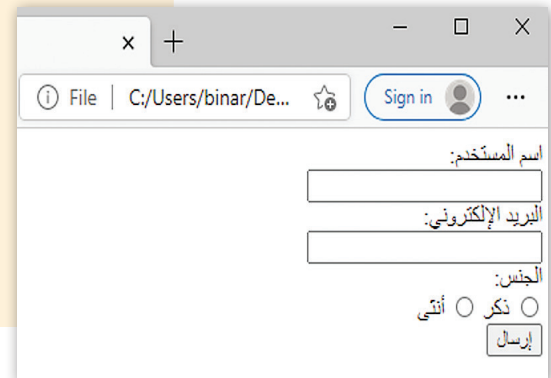 File C:/Users/binar/De... Sign in ...
اسم المستخدم:
البريد الإلكتروني:
الجنس:
ذكر أنثى
إرسال